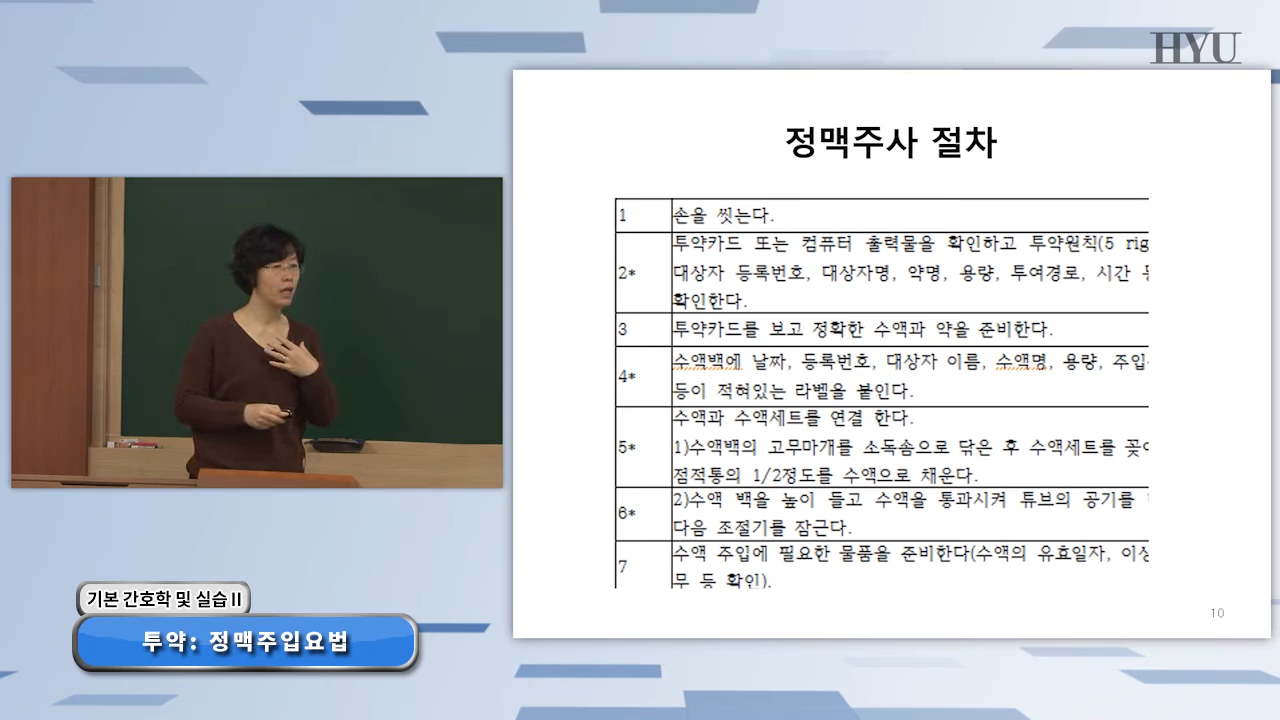 HYU
정맥주사 절차
1 손을 씻는다.
투약카드 또는 컴퓨터 출력물을 확인하고 투약원칙(5
2* 대상자 등록번호, 대상자명, 약명, 용량, 투여경로, 시간
확인한다.
3 투약카드를 보고 정확한 수액과 약을 준비한다.
4* 수액백에 날짜, 등록번호, 대상자 이름, 수액명, 용량, 주입
등이 적혀있는 라벨을 붙인다.
수액과 수액세트를 연결 한다.
5* 1)수액백의 고무마개를 소독솜으로 닦은 후 수액세트를
점적통의 1/2정도를 수액으로 채운다.
6* 2)수액 백을 높이 들고 수액을 통과시켜 튜브의 공기를
다음 조절기를 잠근다.
7 수액 주입에 필요한 물품을 준비한다(수액의 유효일자,
무 등 확인).
10
기본 간호학 및 실습 II
투약: 정맥주입요법